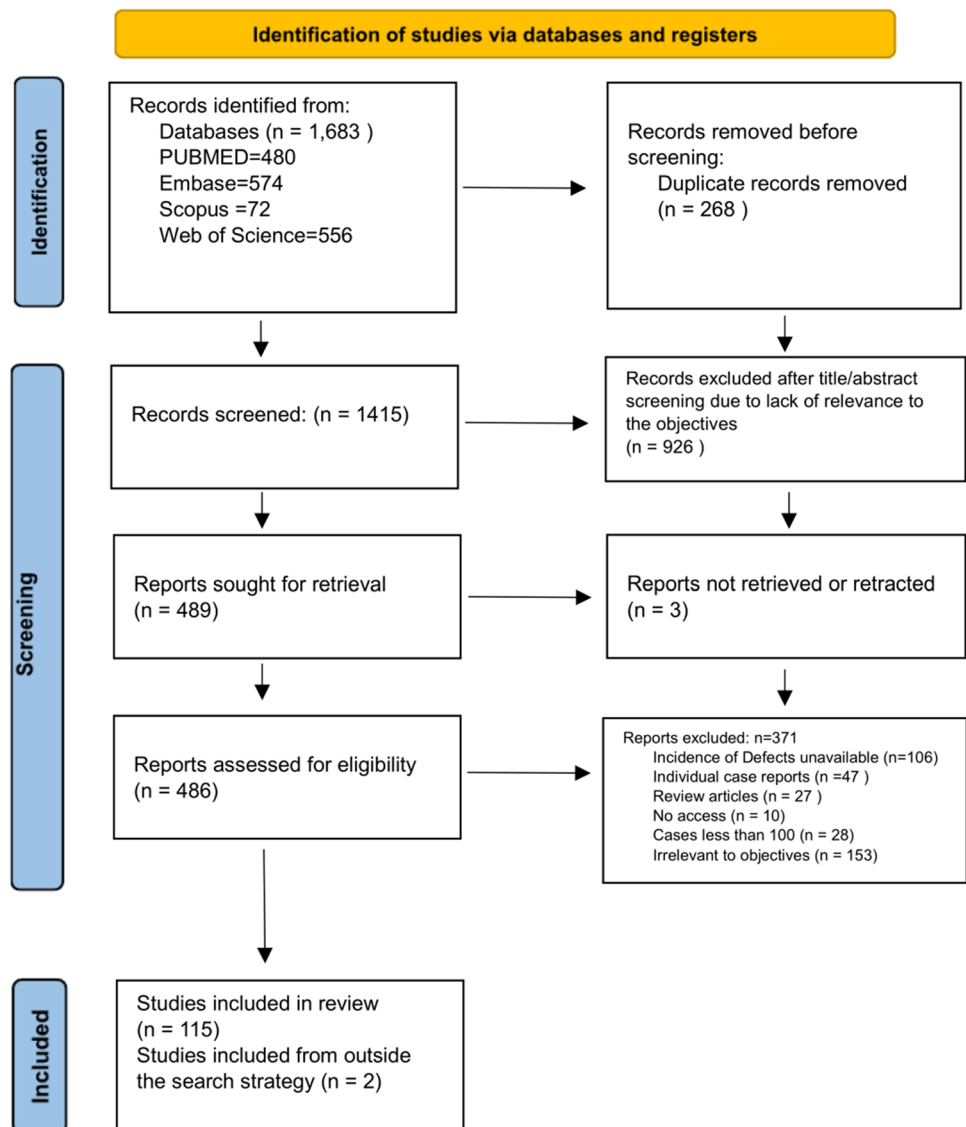 Identification of studies via databases and registers
Identification
Records identified from:
Databases (n = 1,683 )
PUBMED=480
Embase=574
Scopus =72
Web of Science=556
Records removed before
screening:
Duplicate records removed
(n = 268 )
Screening
Records screened: (n = 1415)
Records excluded after title/abstract
screening due to lack of relevance to
the objectives
(n = 926 )
Reports sought for retrieval
(n = 489)
Reports not retrieved or retracted
(n = 3)
Reports assessed for eligibility
(n = 486)
Reports excluded: n=371
Incidence of Defects unavailable (n=106)
Individual case reports (n =47 )
Review articles (n = 27 )
No access (n = 10)
Cases less than 100 (n = 28)
Irrelevant to objectives (n = 153)
Included
Studies included in review
(n = 115)
Studies included from outside
the search strategy (n = 2)